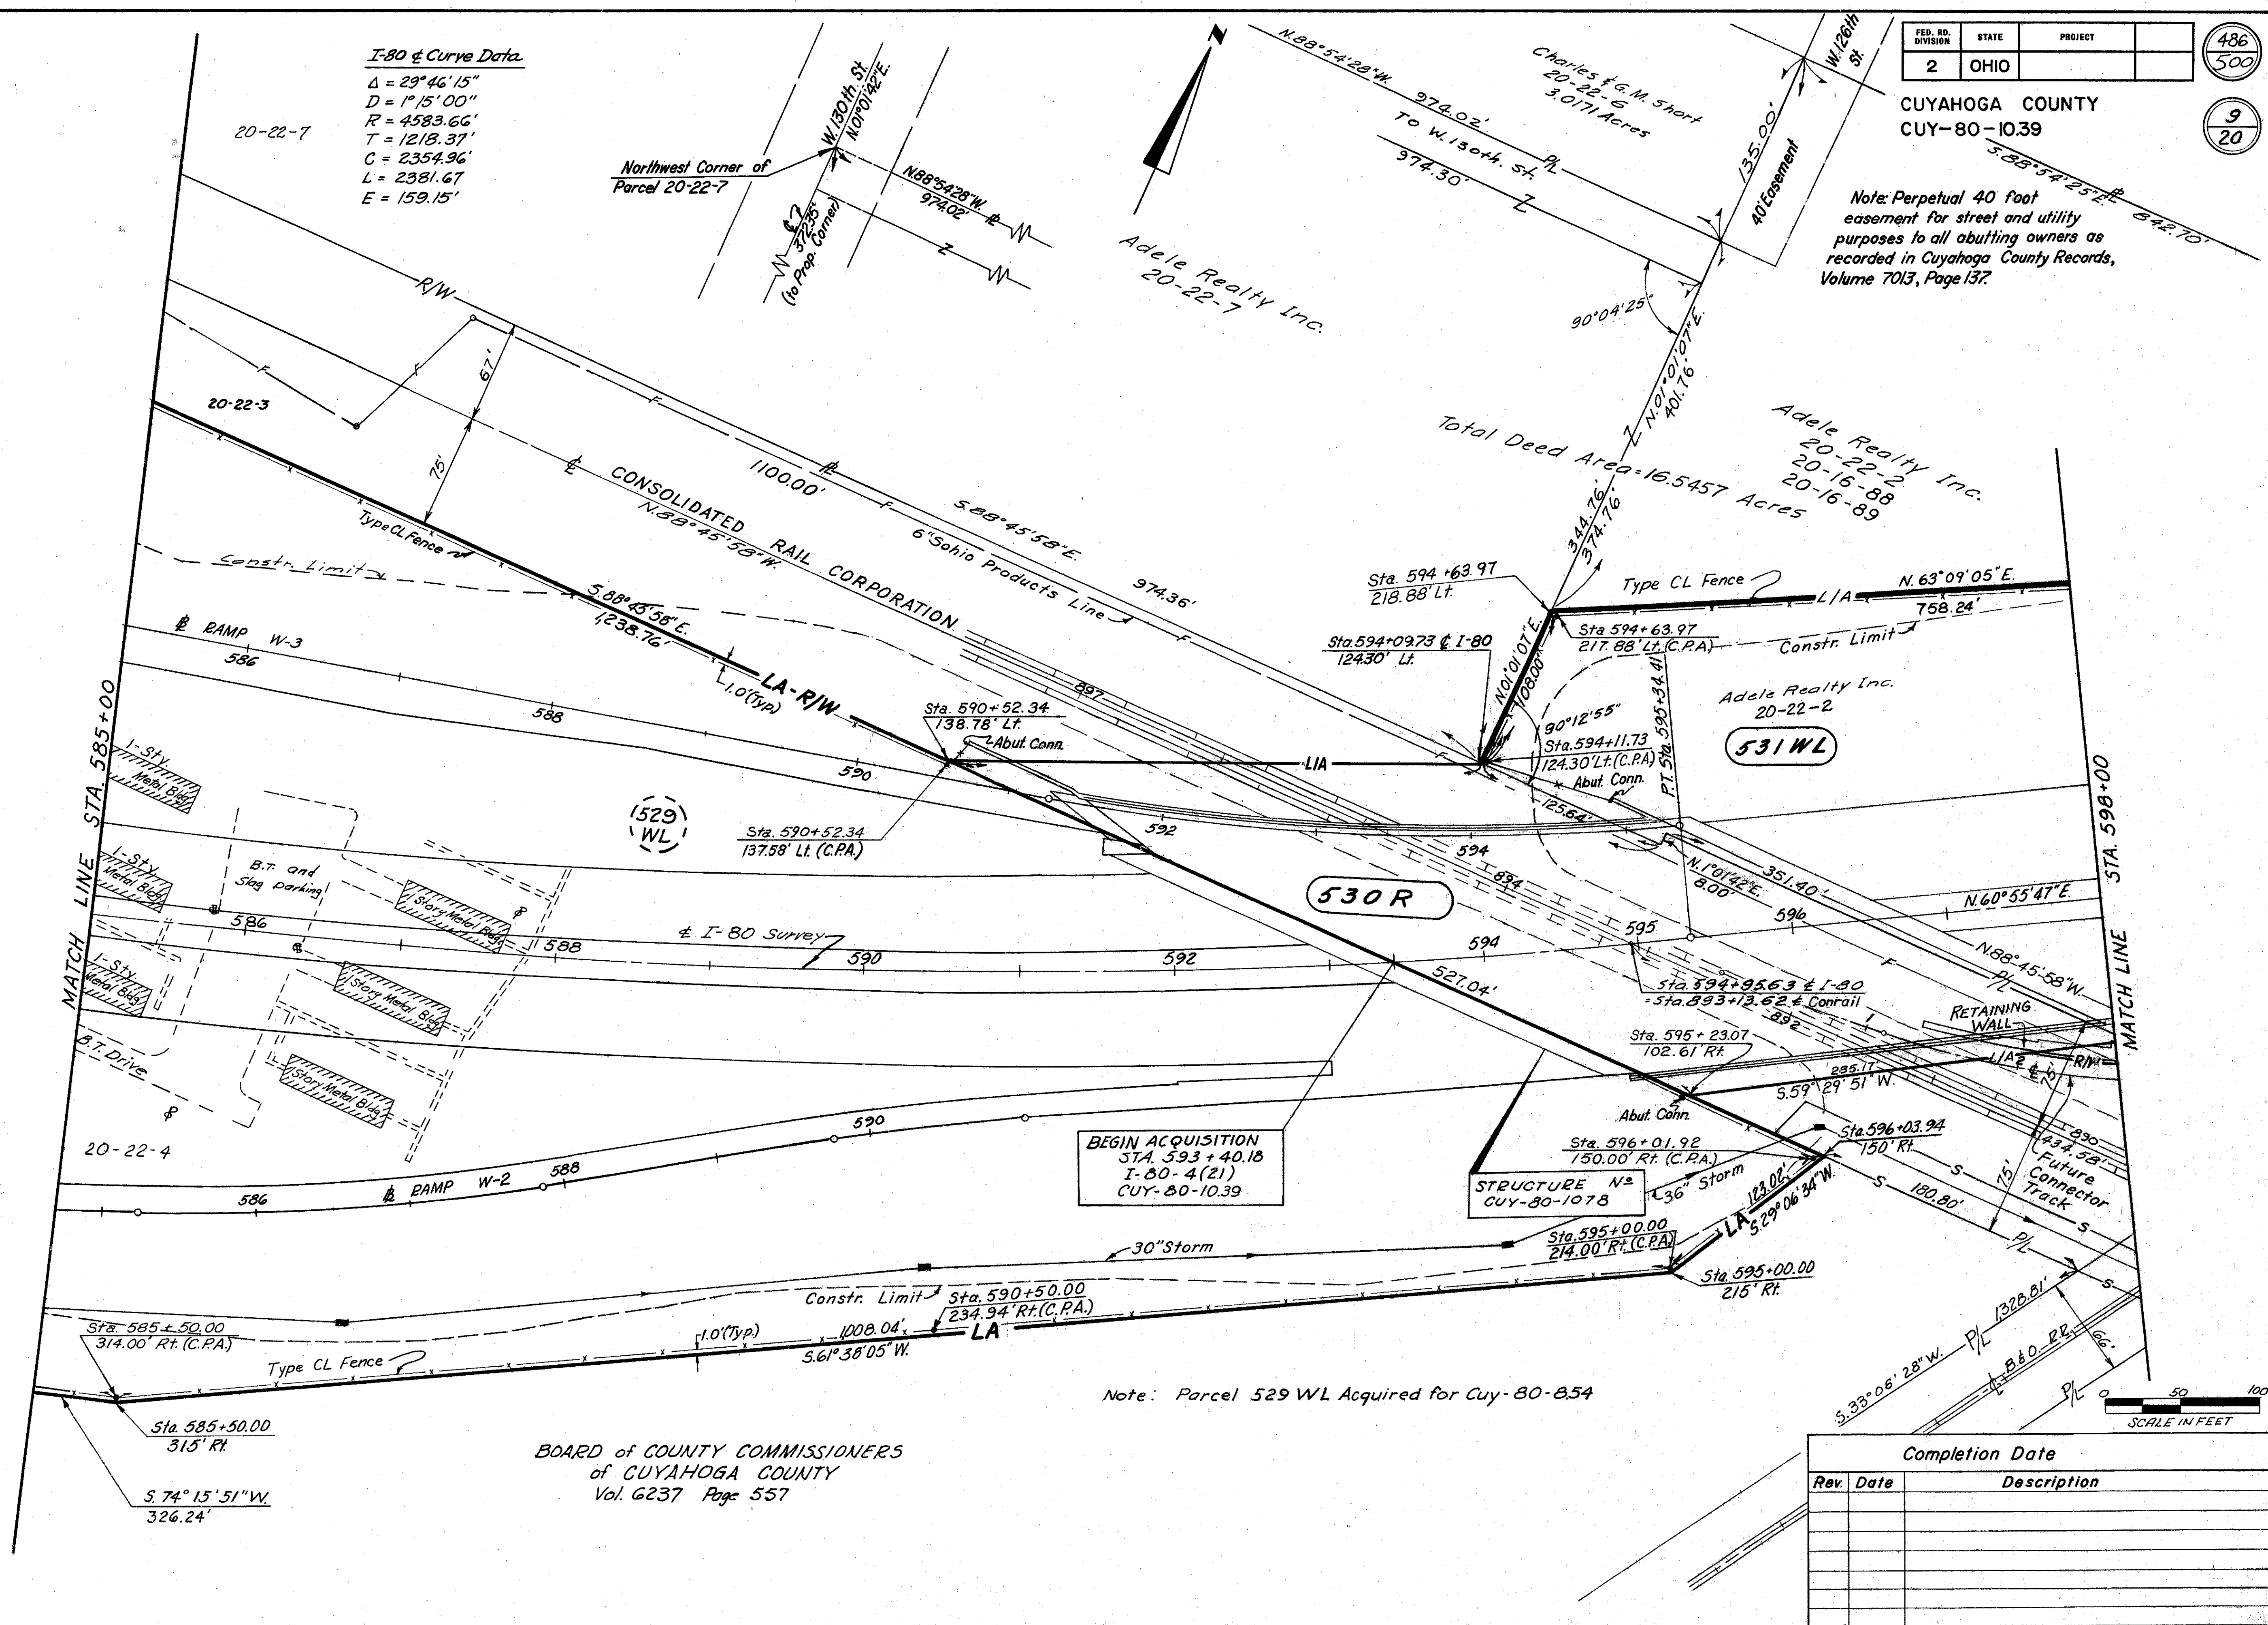 I-80 ℄ Curve Data
Δ = 29°46'15"
D = 1°15'00"
R = 4583.66'
T = 1218.37'
C = 2354.96'
L = 2381.67
E = 159.15'
20-22-7
Northwest Corner of
Parcel 20-22-7
W. 130th. St.
N.01°01'42"E.
N.88°54'28"W. ⅊
974.02'
372.35'
(to Prop. Corner)
Z
N
Adele Realty Inc.
20-22-7
N.88°54'28"W.
974.02'
P/L
To W. 130th. St.
974.30'
Z
Charles & G.M. Short
20-22-6
3.0171 Acres
W. 126th
St.
135.00'
40' Easement
FED. RD.
DIVISION
STATE
PROJECT
2
OHIO
486
500
CUYAHOGA COUNTY
CUY-80-10.39
9
20
S.88°54'25"E. ⅊ 842.70'
Note: Perpetual 40 foot
easement for street and utility
purposes to all abutting owners as
recorded in Cuyahoga County Records,
Volume 7013, Page 137.
90°04'25"
Z N.01°01'07"E.
401.76'
Total Deed Area=16.5457 Acres
Adele Realty Inc.
20-22-2
20-16-88
20-16-89
344.76'
374.76'
R/W
67'
75'
20-22-3
F
F
F
F
F
Type CL Fence
Constr. Limit
℄ CONSOLIDATED RAIL CORPORATION
N.88°45'58"W.
1100.00'
⅊
S.88°45'58"E.
6" Sohio Products Line
974.36'
S.88°45'58"E.
1,238.76'
1.0' (Typ.)
LA-R/W
Sta. 594+63.97
218.88' Lt.
Type CL Fence
L/A
N. 63°09'05"E.
758.24'
Sta 594+63.97
217.88' Lt. (C.P.A)
Constr. Limit
Sta.594+09.73 ℄ I-80
124.30' Lt.
N.01°01'07"E.
108.00'
90°12'55"
Sta.594+11.73
124.30' Lt.(C.P.A)
Abut. Conn.
P.T. Sta. 595+34.41
Adele Realty Inc.
20-22-2
531 WL
MATCH LINE STA. 585+00
RAMP W-3
586
588
590
592
594
Sta. 590+52.34
138.78' Lt.
Abut. Conn.
897
L/A
F
125.64'
529
WL
Sta. 590+52.34
137.58' Lt. (C.P.A.)
530 R
894
N.1°01'42"E.
8.00'
351.40'
N.60°55'47"E.
1-Sty.
Metal Bldg.
1-Sty.
Metal Bldg.
1-Sty.
Metal Bldg.
B.T. and
Slag parking
1 Story Metal Bldg.
1 Story Metal Bldg.
1 Story Metal Bldg.
B.T. Drive
20-22-4
586
588
℄ I-80 Survey
590
592
594
595
596
527.04'
Sta. 594+95.63 ℄ I-80
= Sta. 893+13.62 ℄ Conrail
892
F
N.88°45'58"W.
P/L
MATCH LINE STA. 598+00
RETAINING
WALL
Sta. 595+23.07
102.61' Rt.
285.17'
S.59°29'51"W.
L/A
R/W
75'
Abut. Conn.
890
434.58'
Future
Connector
Track
75'
RAMP W-2
586
588
590
BEGIN ACQUISITION
STA. 593+40.18
I-80-4(21)
CUY-80-10.39
Sta. 596+01.92
150.00' Rt. (C.P.A.)
Sta.596+03.94
150' Rt.
STRUCTURE Nº
CUY-80-1078
36" Storm
123.02'
S.29°06'34"W.
LA
S
S
S
S
180.80'
P/L
S
30" Storm
Sta.595+00.00
214.00' Rt.(C.P.A)
Sta. 595+00.00
215' Rt.
Constr. Limit
Sta. 590+50.00
234.94' Rt.(C.P.A.)
Sta. 585+50.00
314.00' Rt. (C.P.A.)
Type CL Fence
1.0' (Typ.)
1,008.04'
S.61°38'05"W.
LA
S.33°06'28"W. P/L 1328.81'
66'
℄ B.&O. R.R.
P/L
0 50 100
SCALE IN FEET
Note: Parcel 529 WL Acquired for Cuy-80-8.54
Sta. 585+50.00
315' Rt.
S. 74°15'51"W.
326.24'
BOARD of COUNTY COMMISSIONERS
of CUYAHOGA COUNTY
Vol. 6237 Page 557
Completion Date
Rev. Date Description